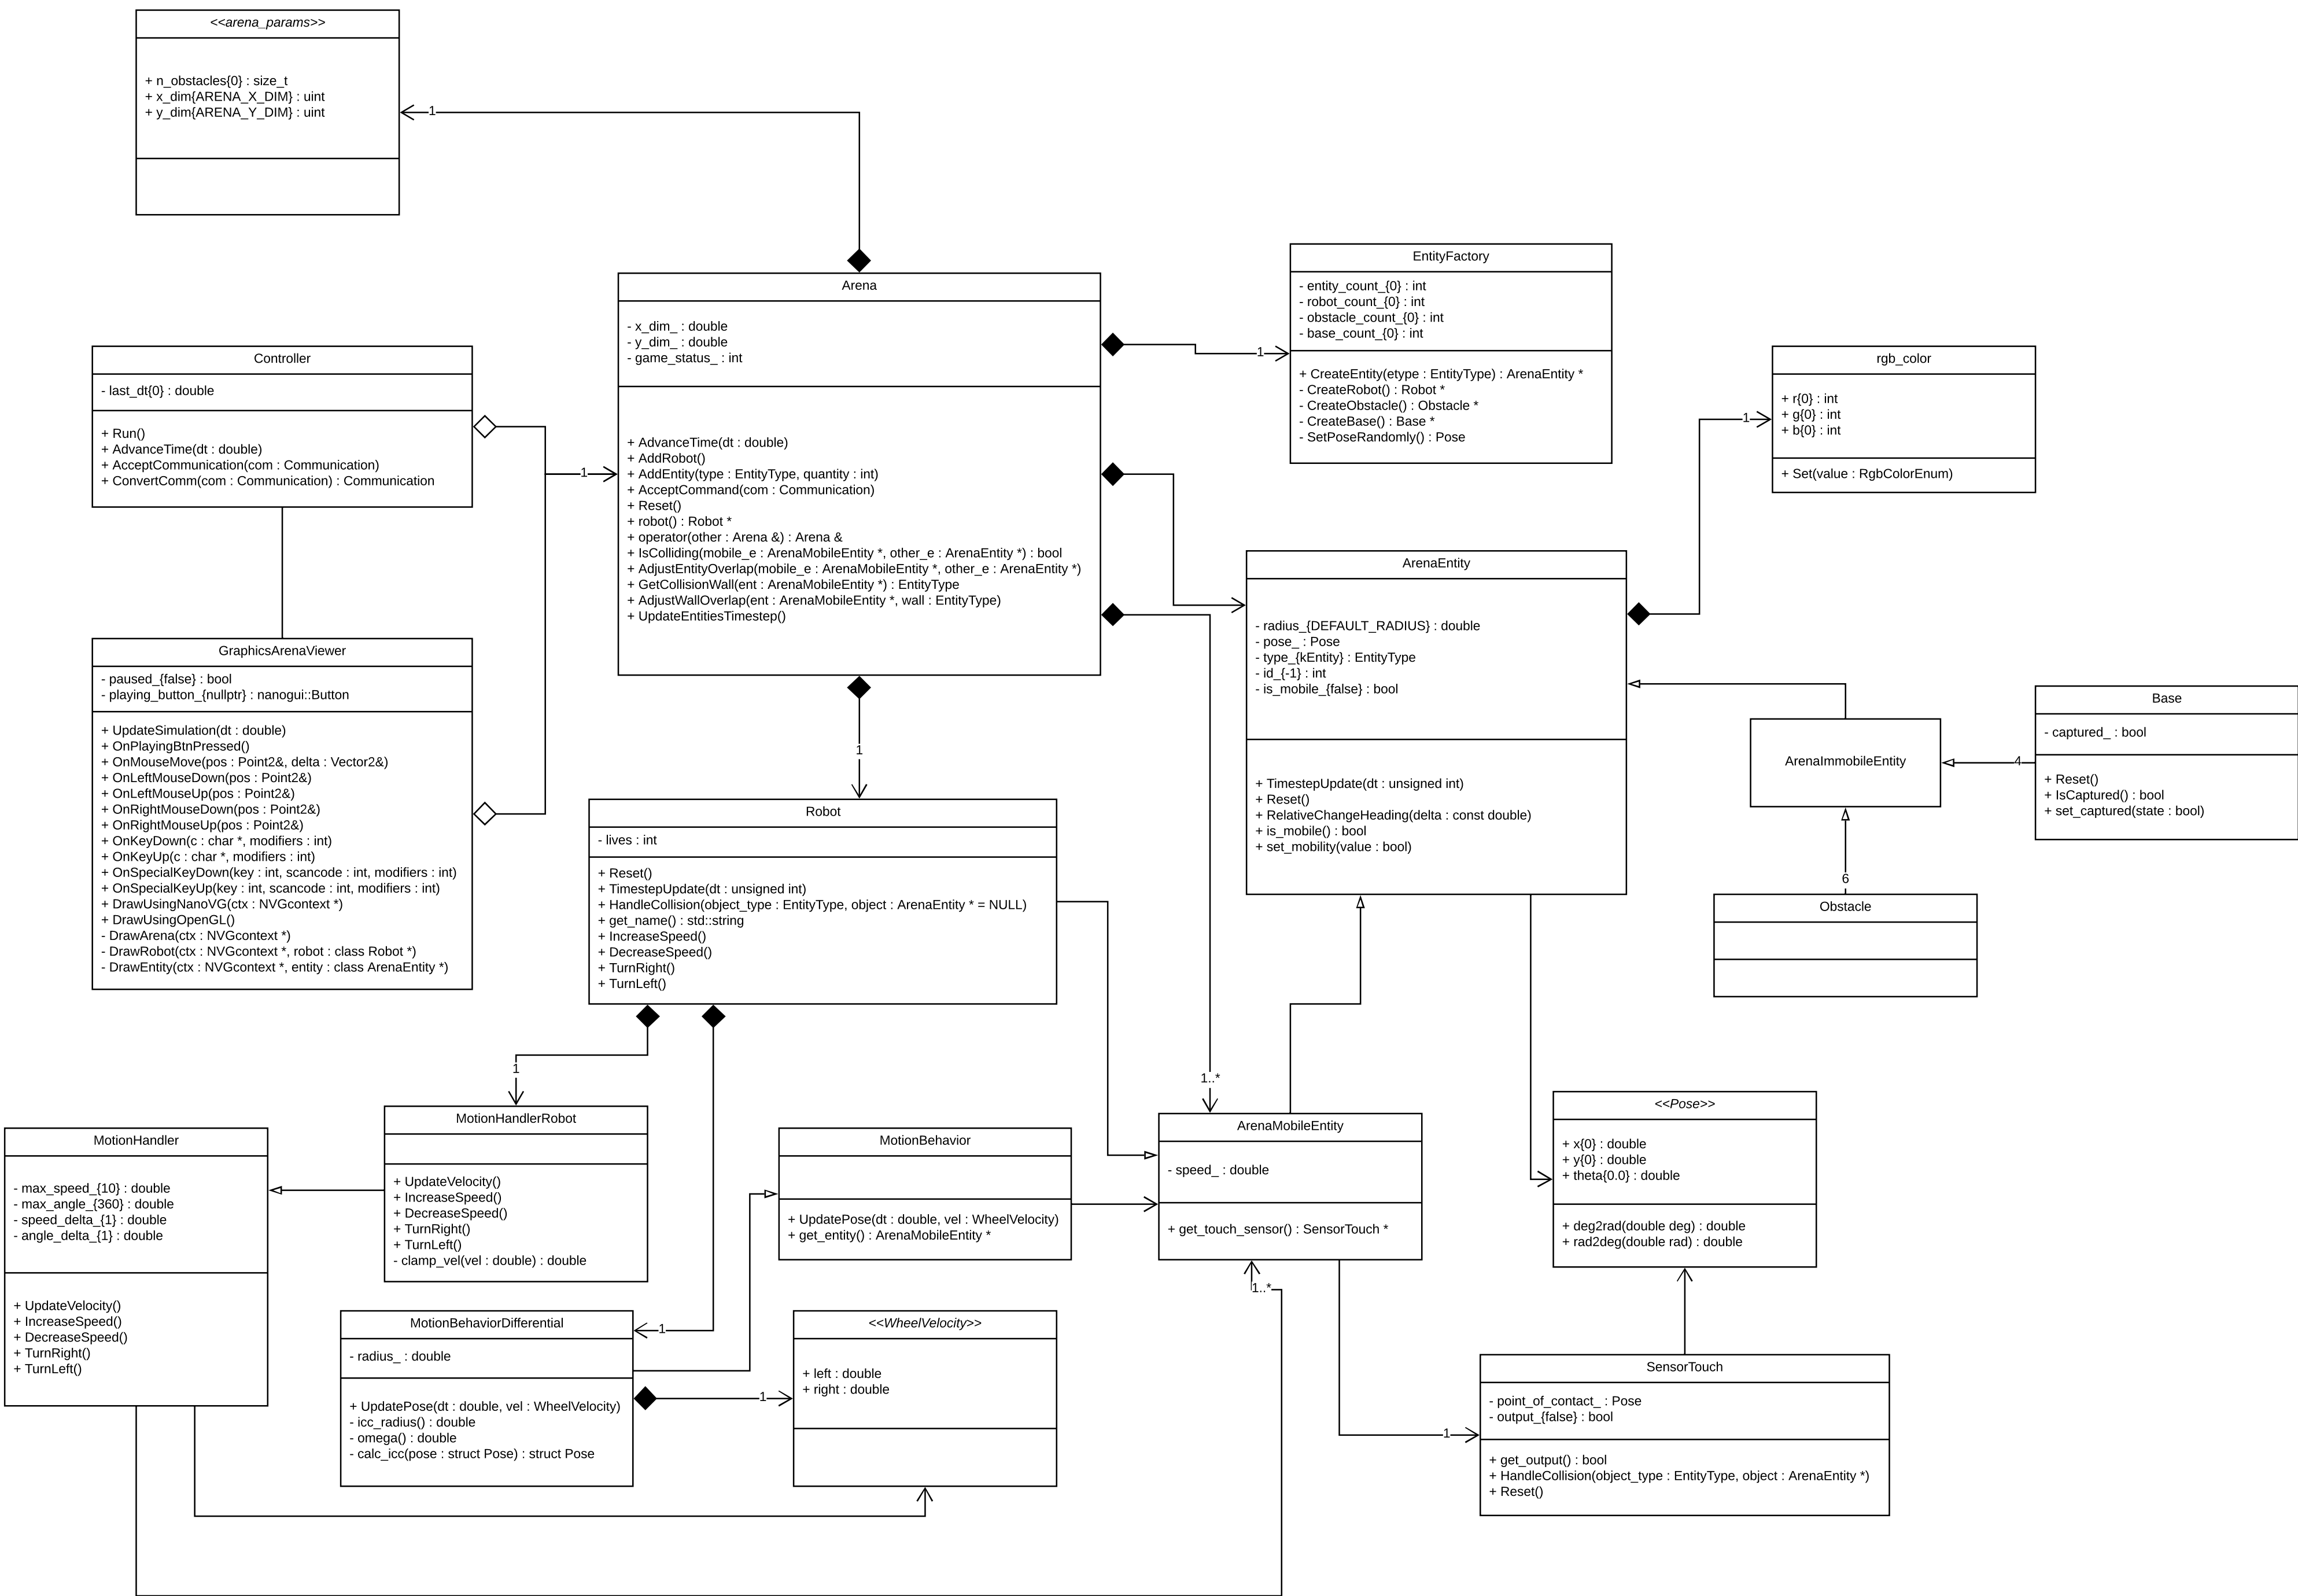 <<arena_params>>
+ n_obstacles{0} : size_t
+ x_dim{ARENA_X_DIM} : uint
+ y_dim{ARENA_Y_DIM} : uint
1
Arena
- x_dim_ : double
- y_dim_ : double
- game_status_ : int
+ AdvanceTime(dt : double)
+ AddRobot()
+ AddEntity(type : EntityType, quantity : int)
+ AcceptCommand(com : Communication)
+ Reset()
+ robot() : Robot *
+ operator(other : Arena &) : Arena &
+ IsColliding(mobile_e : ArenaMobileEntity *, other_e : ArenaEntity *) : bool
+ AdjustEntityOverlap(mobile_e : ArenaMobileEntity *, other_e : ArenaEntity *)
+ GetCollisionWall(ent : ArenaMobileEntity *) : EntityType
+ AdjustWallOverlap(ent : ArenaMobileEntity *, wall : EntityType)
+ UpdateEntitiesTimestep()
1
EntityFactory
- entity_count_{0} : int
- robot_count_{0} : int
- obstacle_count_{0} : int
- base_count_{0} : int
+ CreateEntity(etype : EntityType) : ArenaEntity *
- CreateRobot() : Robot *
- CreateObstacle() : Obstacle *
- CreateBase() : Base *
- SetPoseRandomly() : Pose
Controller
- last_dt{0} : double
+ Run()
+ AdvanceTime(dt : double)
+ AcceptCommunication(com : Communication)
+ ConvertComm(com : Communication) : Communication
1
1
rgb_color
+ r{0} : int
+ g{0} : int
+ b{0} : int
+ Set(value : RgbColorEnum)
ArenaEntity
- radius_{DEFAULT_RADIUS} : double
- pose_ : Pose
- type_{kEntity} : EntityType
- id_{-1} : int
- is_mobile_{false} : bool
+ TimestepUpdate(dt : unsigned int)
+ Reset()
+ RelativeChangeHeading(delta : const double)
+ is_mobile() : bool
+ set_mobility(value : bool)
GraphicsArenaViewer
- paused_{false} : bool
- playing_button_{nullptr} : nanogui::Button
+ UpdateSimulation(dt : double)
+ OnPlayingBtnPressed()
+ OnMouseMove(pos : Point2&, delta : Vector2&)
+ OnLeftMouseDown(pos : Point2&)
+ OnLeftMouseUp(pos : Point2&)
+ OnRightMouseDown(pos : Point2&)
+ OnRightMouseUp(pos : Point2&)
+ OnKeyDown(c : char *, modifiers : int)
+ OnKeyUp(c : char *, modifiers : int)
+ OnSpecialKeyDown(key : int, scancode : int, modifiers : int)
+ OnSpecialKeyUp(key : int, scancode : int, modifiers : int)
+ DrawUsingNanoVG(ctx : NVGcontext *)
+ DrawUsingOpenGL()
- DrawArena(ctx : NVGcontext *)
- DrawRobot(ctx : NVGcontext *, robot : class Robot *)
- DrawEntity(ctx : NVGcontext *, entity : class ArenaEntity *)
1
Robot
- lives : int
+ Reset()
+ TimestepUpdate(dt : unsigned int)
+ HandleCollision(object_type : EntityType, object : ArenaEntity * = NULL)
+ get_name() : std::string
+ IncreaseSpeed()
+ DecreaseSpeed()
+ TurnRight()
+ TurnLeft()
ArenaImmobileEntity
4
Base
- captured_ : bool
+ Reset()
+ IsCaptured() : bool
+ set_captured(state : bool)
6
Obstacle
1
1..*
MotionHandler
- max_speed_{10} : double
- max_angle_{360} : double
- speed_delta_{1} : double
- angle_delta_{1} : double
+ UpdateVelocity()
+ IncreaseSpeed()
+ DecreaseSpeed()
+ TurnRight()
+ TurnLeft()
MotionHandlerRobot
+ UpdateVelocity()
+ IncreaseSpeed()
+ DecreaseSpeed()
+ TurnRight()
+ TurnLeft()
- clamp_vel(vel : double) : double
MotionBehavior
+ UpdatePose(dt : double, vel : WheelVelocity)
+ get_entity() : ArenaMobileEntity *
ArenaMobileEntity
- speed_ : double
+ get_touch_sensor() : SensorTouch *
<<Pose>>
+ x{0} : double
+ y{0} : double
+ theta{0.0} : double
+ deg2rad(double deg) : double
+ rad2deg(double rad) : double
1..*
MotionBehaviorDifferential
- radius_ : double
+ UpdatePose(dt : double, vel : WheelVelocity)
- icc_radius() : double
- omega() : double
- calc_icc(pose : struct Pose) : struct Pose
1
1
<<WheelVelocity>>
+ left : double
+ right : double
1
SensorTouch
- point_of_contact_ : Pose
- output_{false} : bool
+ get_output() : bool
+ HandleCollision(object_type : EntityType, object : ArenaEntity *)
+ Reset()